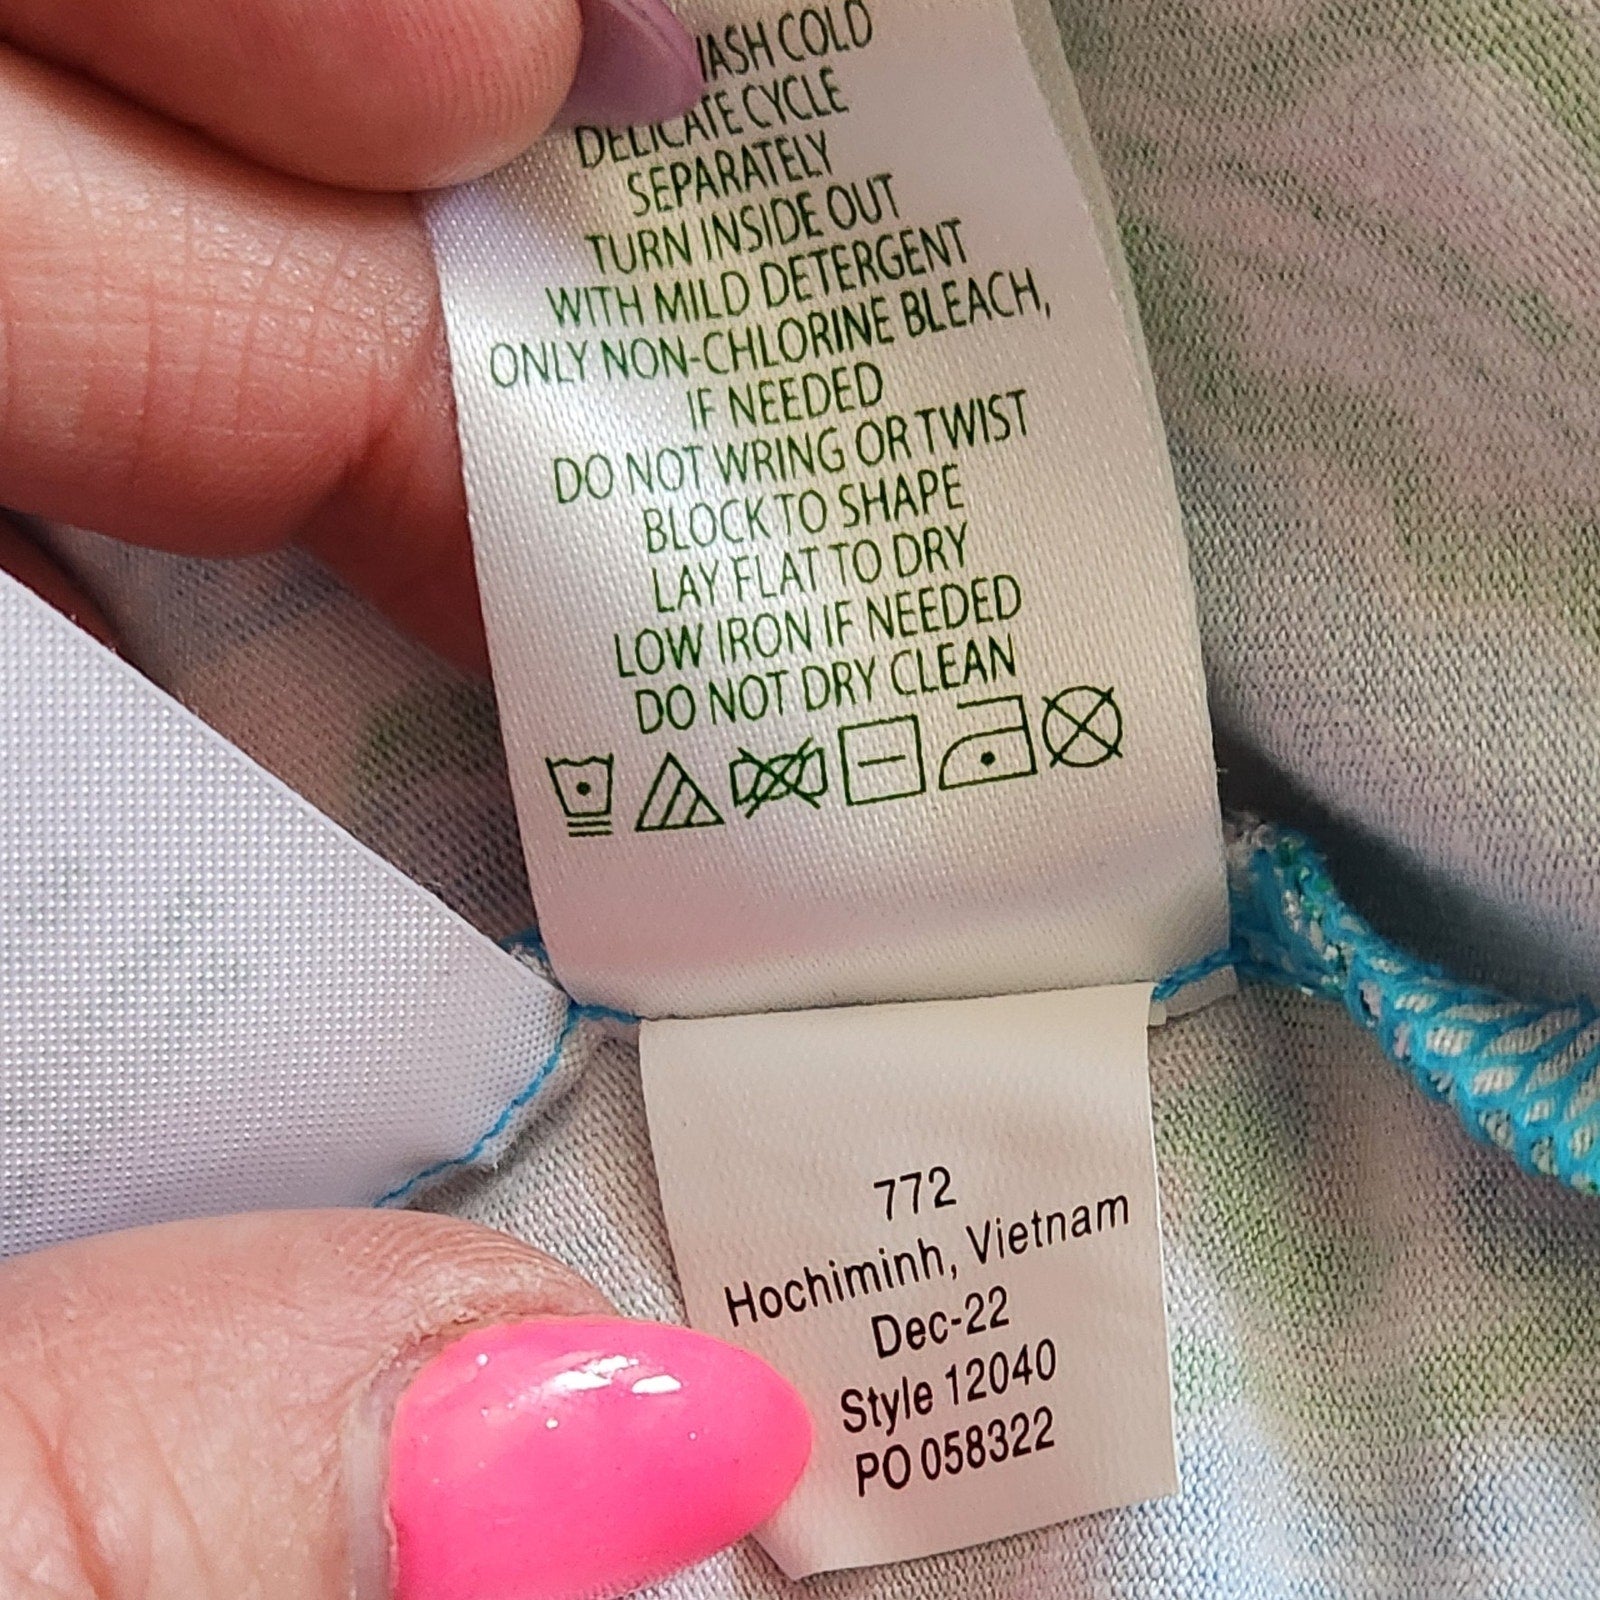 COLD
DELICATE CYCLE
SEPARATELY
TURN INSIDE OUT
WITH MILD DETERGENT
ONLY NON-CHLORINE BLEACH,
IF NEEDED
DO NOT WRING OR TWIST
BLOCK TO SHAPE
LAY FLAT TO DRY
LOW IRON IF NEEDED
DO NOT DRY CLEAN
772
Hochiminh, Vietnam
Dec-22
Style 12040
PO 058322